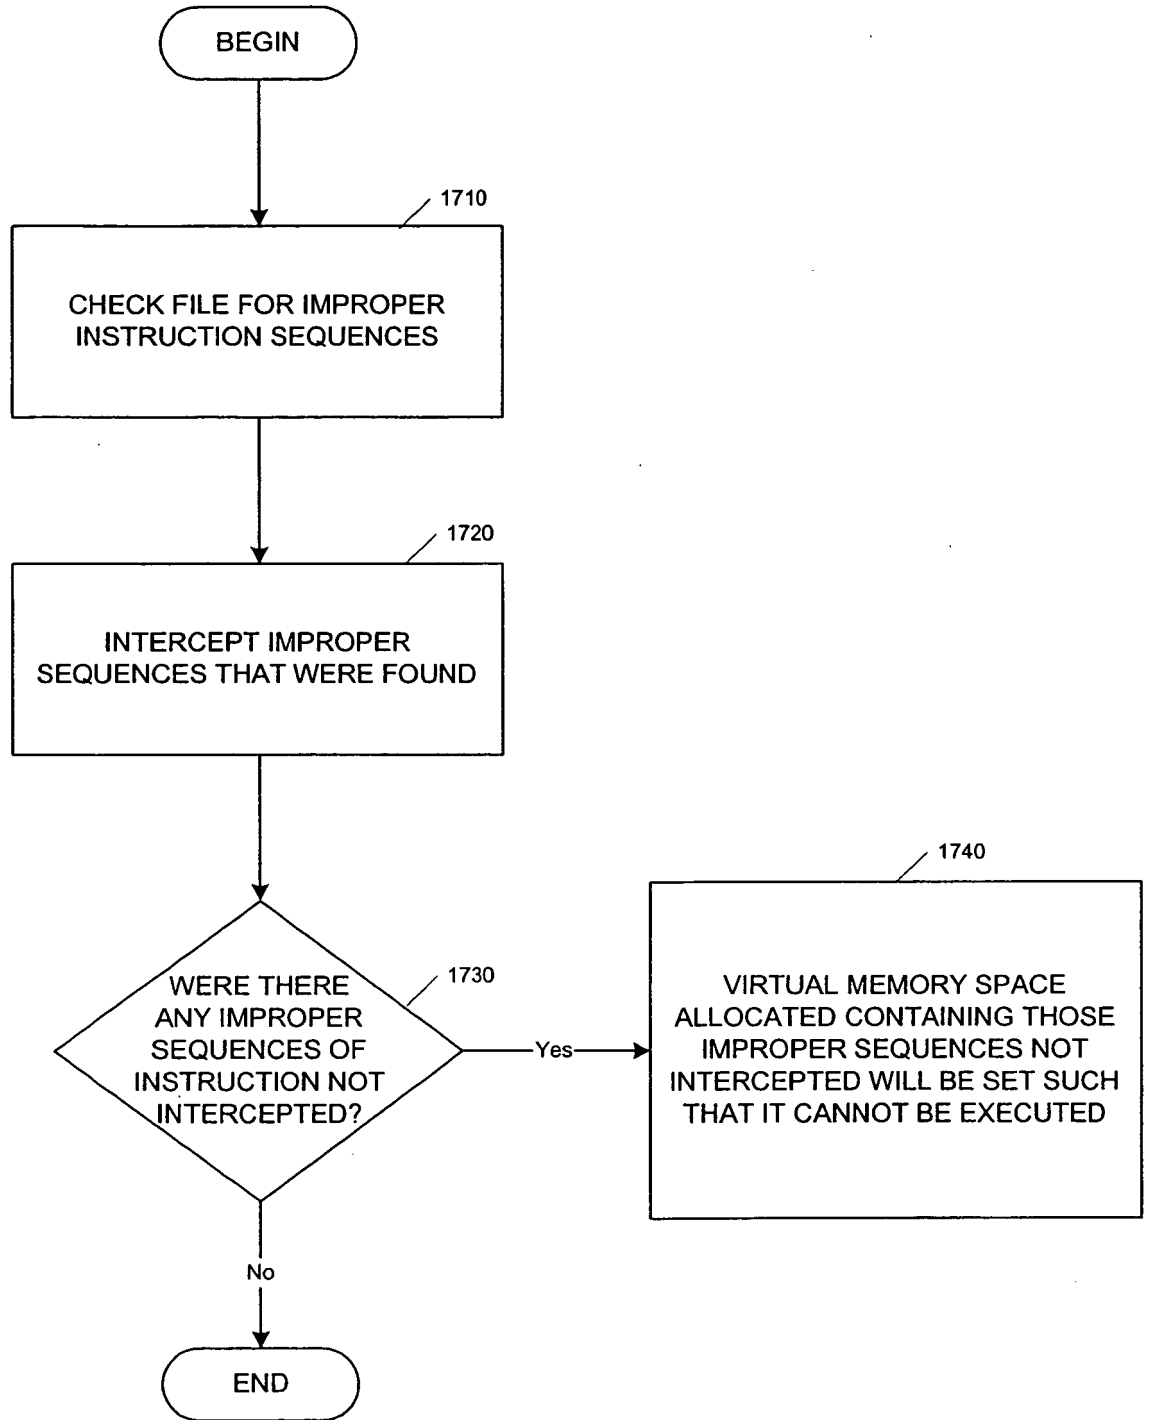 BEGIN
1710
CHECK FILE FOR IMPROPER
INSTRUCTION SEQUENCES
1720
INTERCEPT IMPROPER
SEQUENCES THAT WERE FOUND
1730
WERE THERE
ANY IMPROPER
SEQUENCES OF
INSTRUCTION NOT
INTERCEPTED?
Yes
1740
VIRTUAL MEMORY SPACE
ALLOCATED CONTAINING THOSE
IMPROPER SEQUENCES NOT
INTERCEPTED WILL BE SET SUCH
THAT IT CANNOT BE EXECUTED
No
END